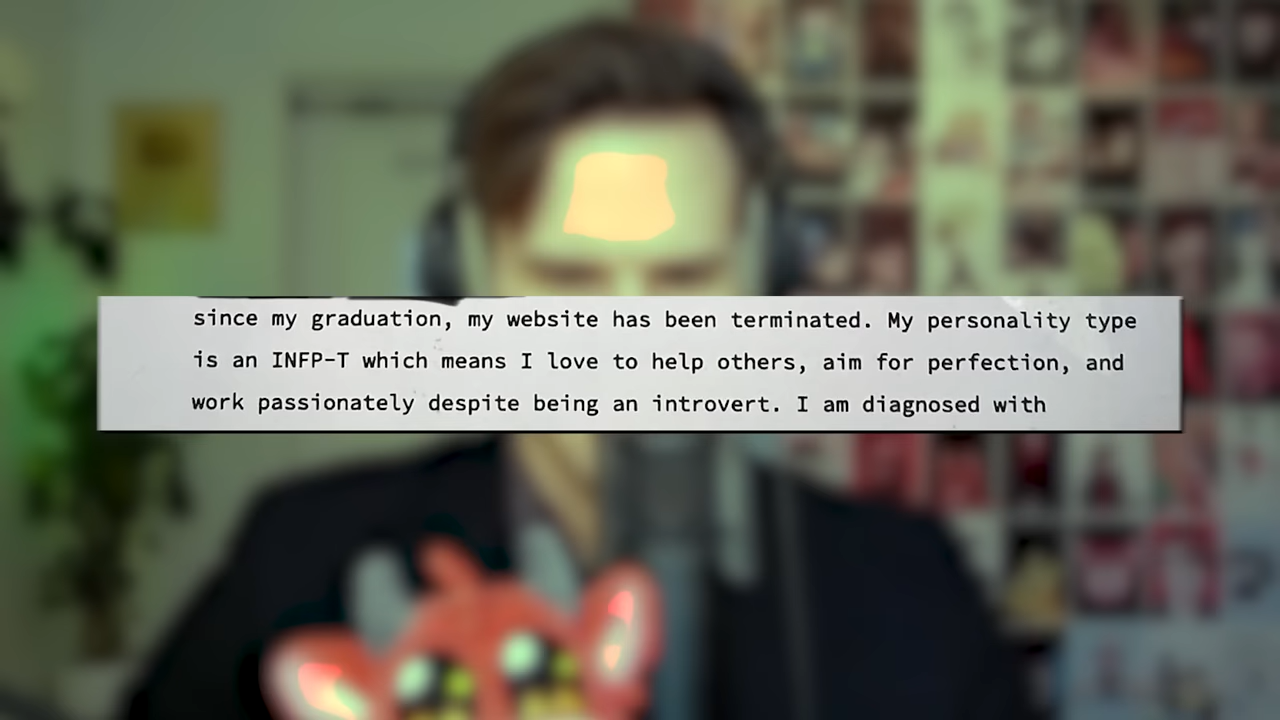 since my graduation, my website has been terminated. My personality type
is an INFP-T which means I love to help others, aim for perfection, and
work passionately despite being an introvert. I am diagnosed with